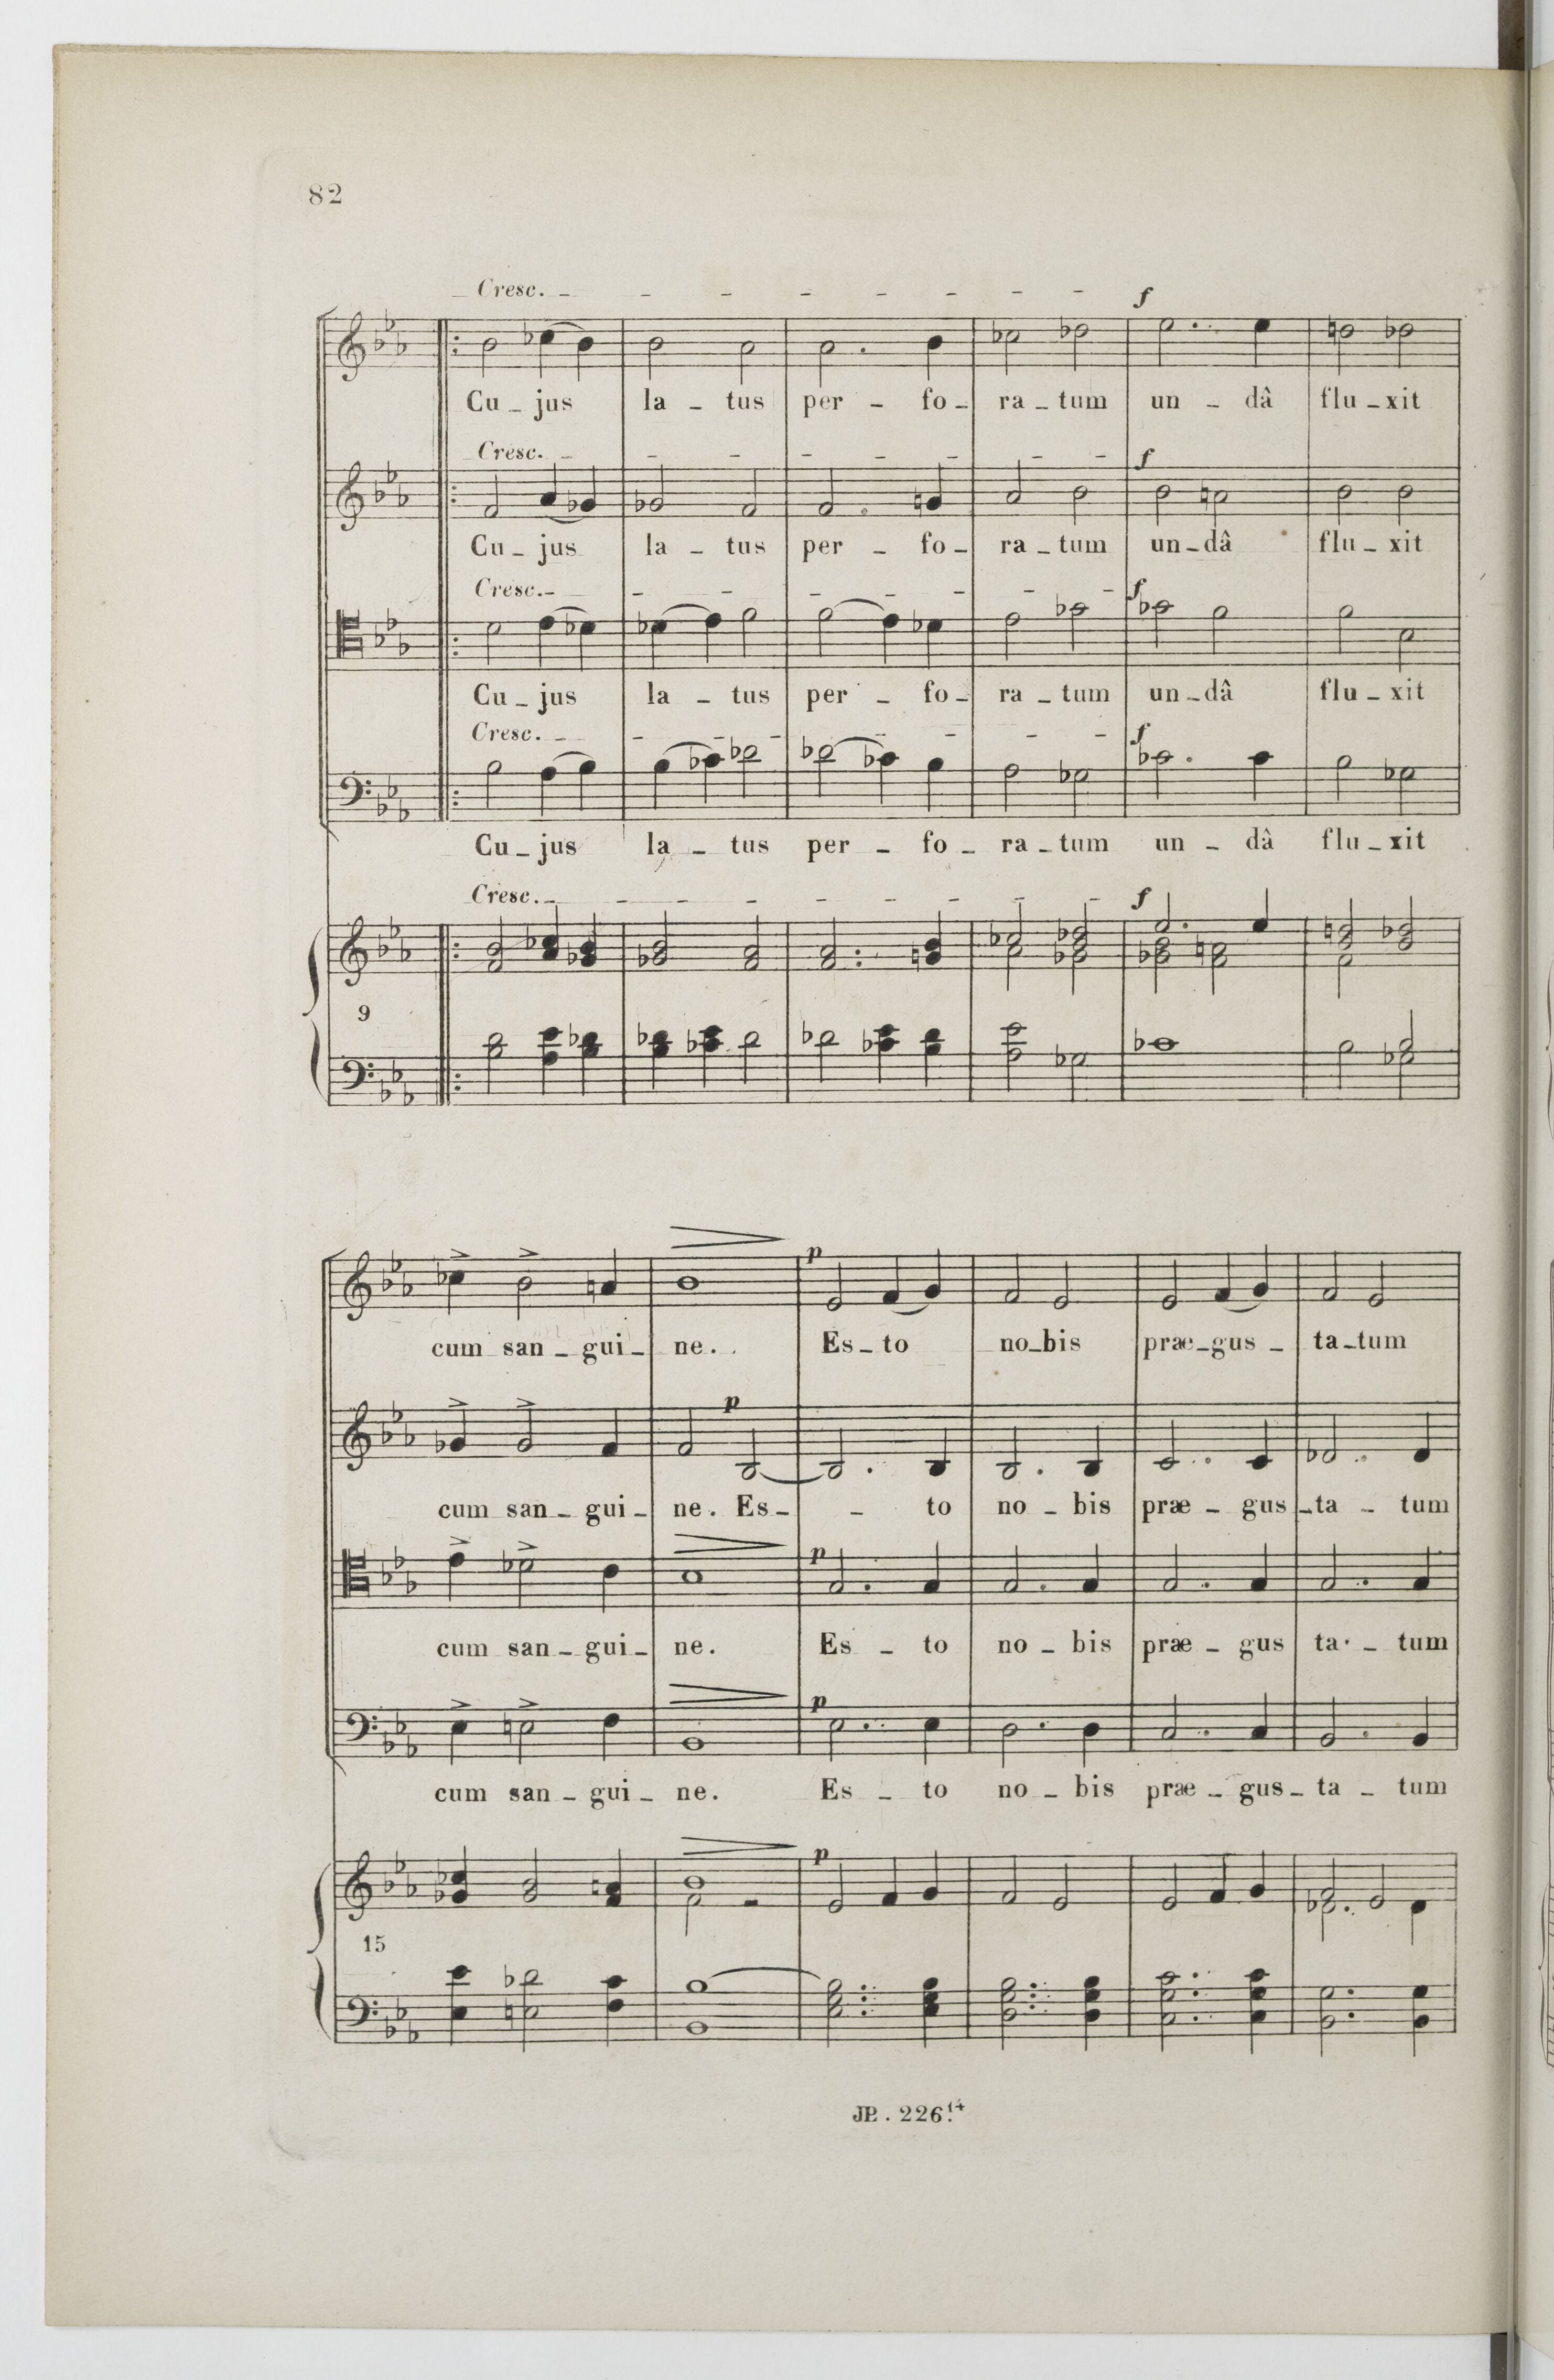 82
Cresc.
f
Cu - jus la - tus per - fo - ra - tum un - dâ flu - xit
Cresc.
f
Cu - jus la - tus per - fo - ra - tum un - dâ flu - xit
Cresc.
f
Cu - jus la - tus per - fo - ra - tum un - dâ flu - xit
Cresc.
f
Cu - jus la - tus per - fo - ra - tum un - dâ flu - xit
Cresc.
f
9
p
cum san - gui - ne. Es - to no - bis præ - gus - ta - tum
p
cum san - gui - ne. Es - - to no - bis præ - gus - ta - tum
p
cum san - gui - ne. Es - to no - bis præ - gus ta - tum
p
cum san - gui - ne. Es - to no - bis præ - gus - ta - tum
p
15
JP. 226.14